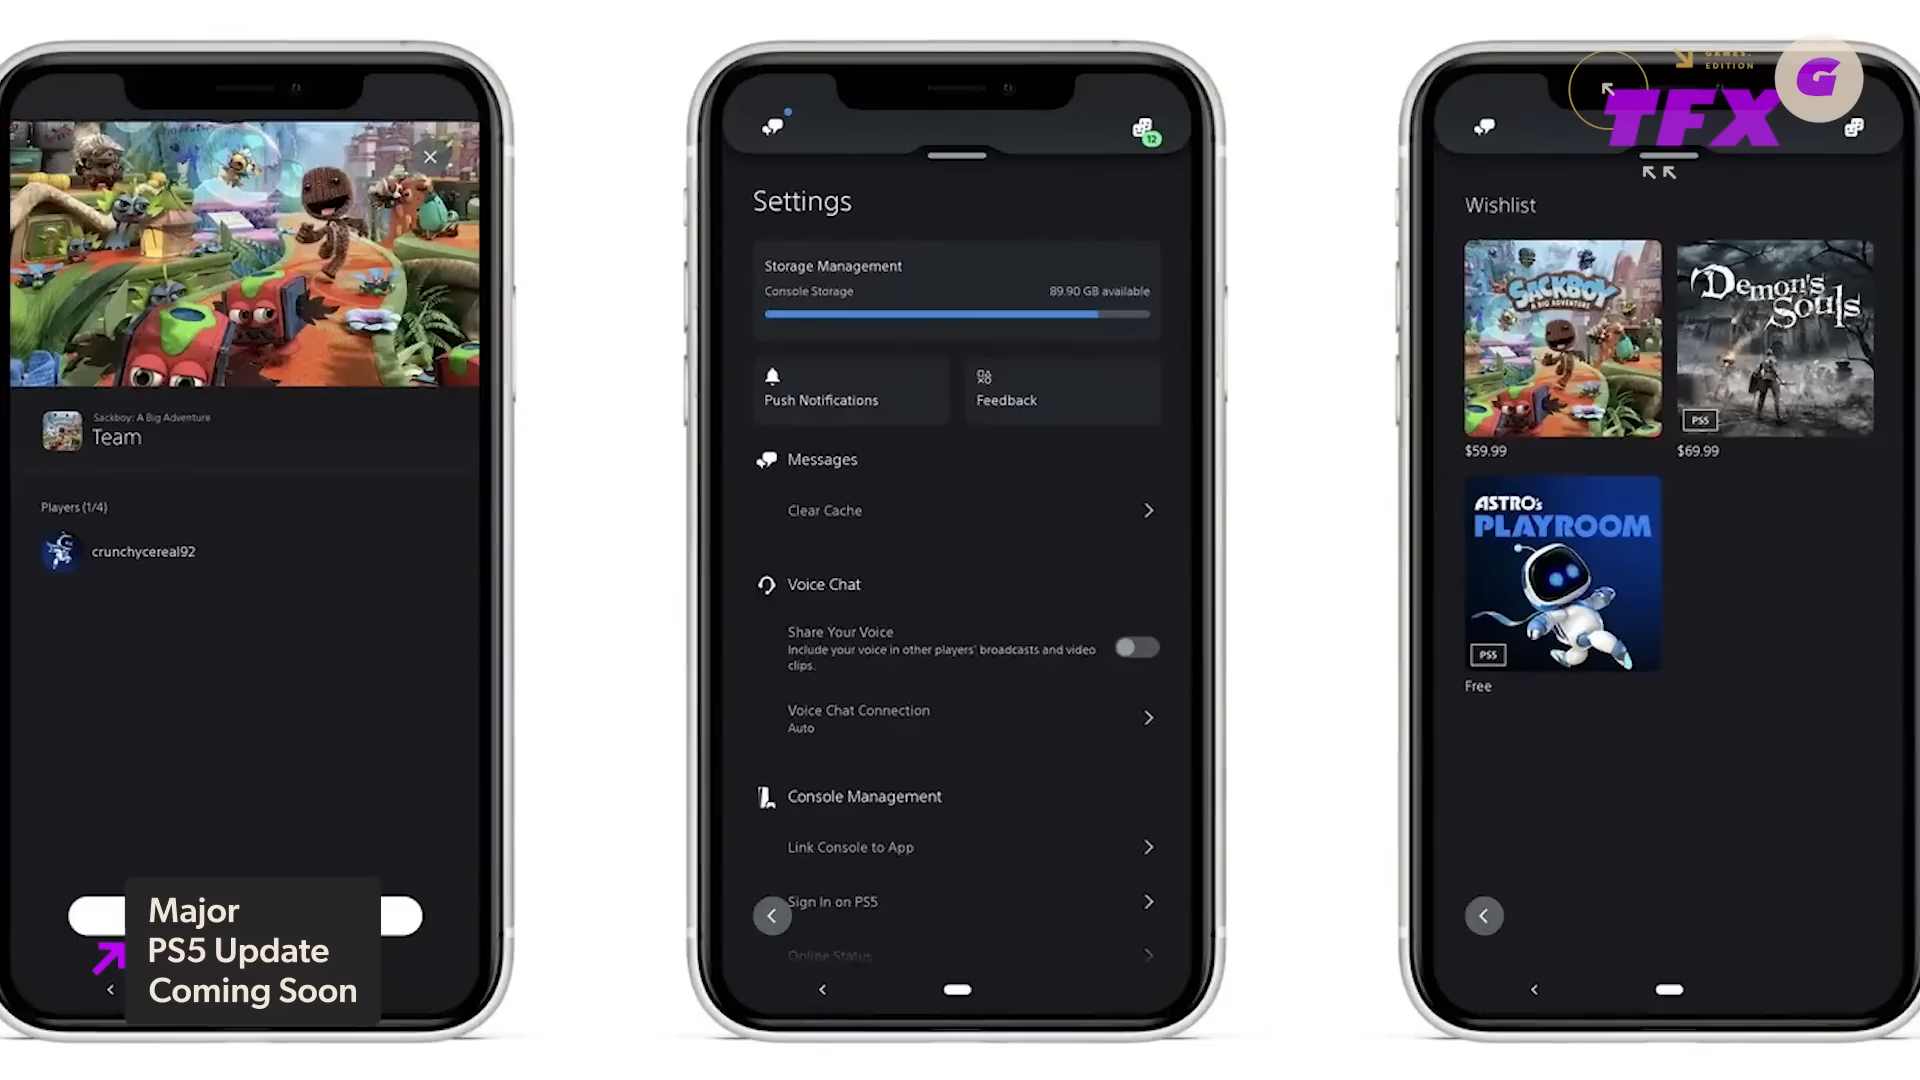 Sackboy: A Big Adventure
Team
Players (1/4)
crunchycereal92
Major
PS5 Update
Coming Soon
12
Settings
Storage Management
Console Storage
89.90 GB available
Push Notifications
Feedback
Messages
Clear Cache
Voice Chat
Share Your Voice
Include your voice in other players' broadcasts and video
clips.
Voice Chat Connection
Auto
Console Management
Link Console to App
Sign In on PS5
Online Status
GAMES.
EDITION
TFX
G
Wishlist
SACKBOY
A BIG ADVENTURE
$59.99
Demon's
Souls
PS5
$69.99
ASTRO's
PLAYROOM
PS5
Free